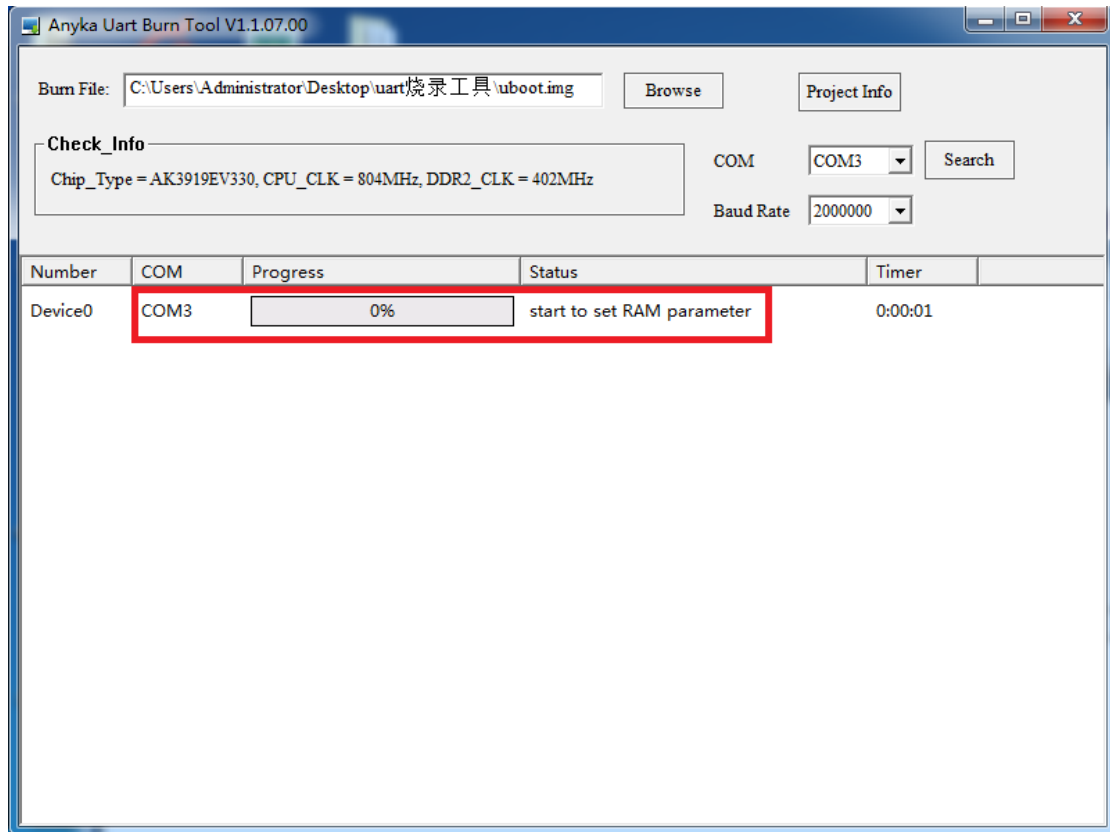 Anyka Uart Burn Tool V1.1.07.00
Burn File: C:\Users\Administrator\Desktop\uart烧录工具\uboot.img Browse Project Info
Check_Info
Chip_Type = AK3919EV330, CPU_CLK = 804MHz, DDR2_CLK = 402MHz
COM COM3 Search
Baud Rate 2000000
Number COM Progress Status Timer
Device0 COM3 0% start to set RAM parameter 0:00:01